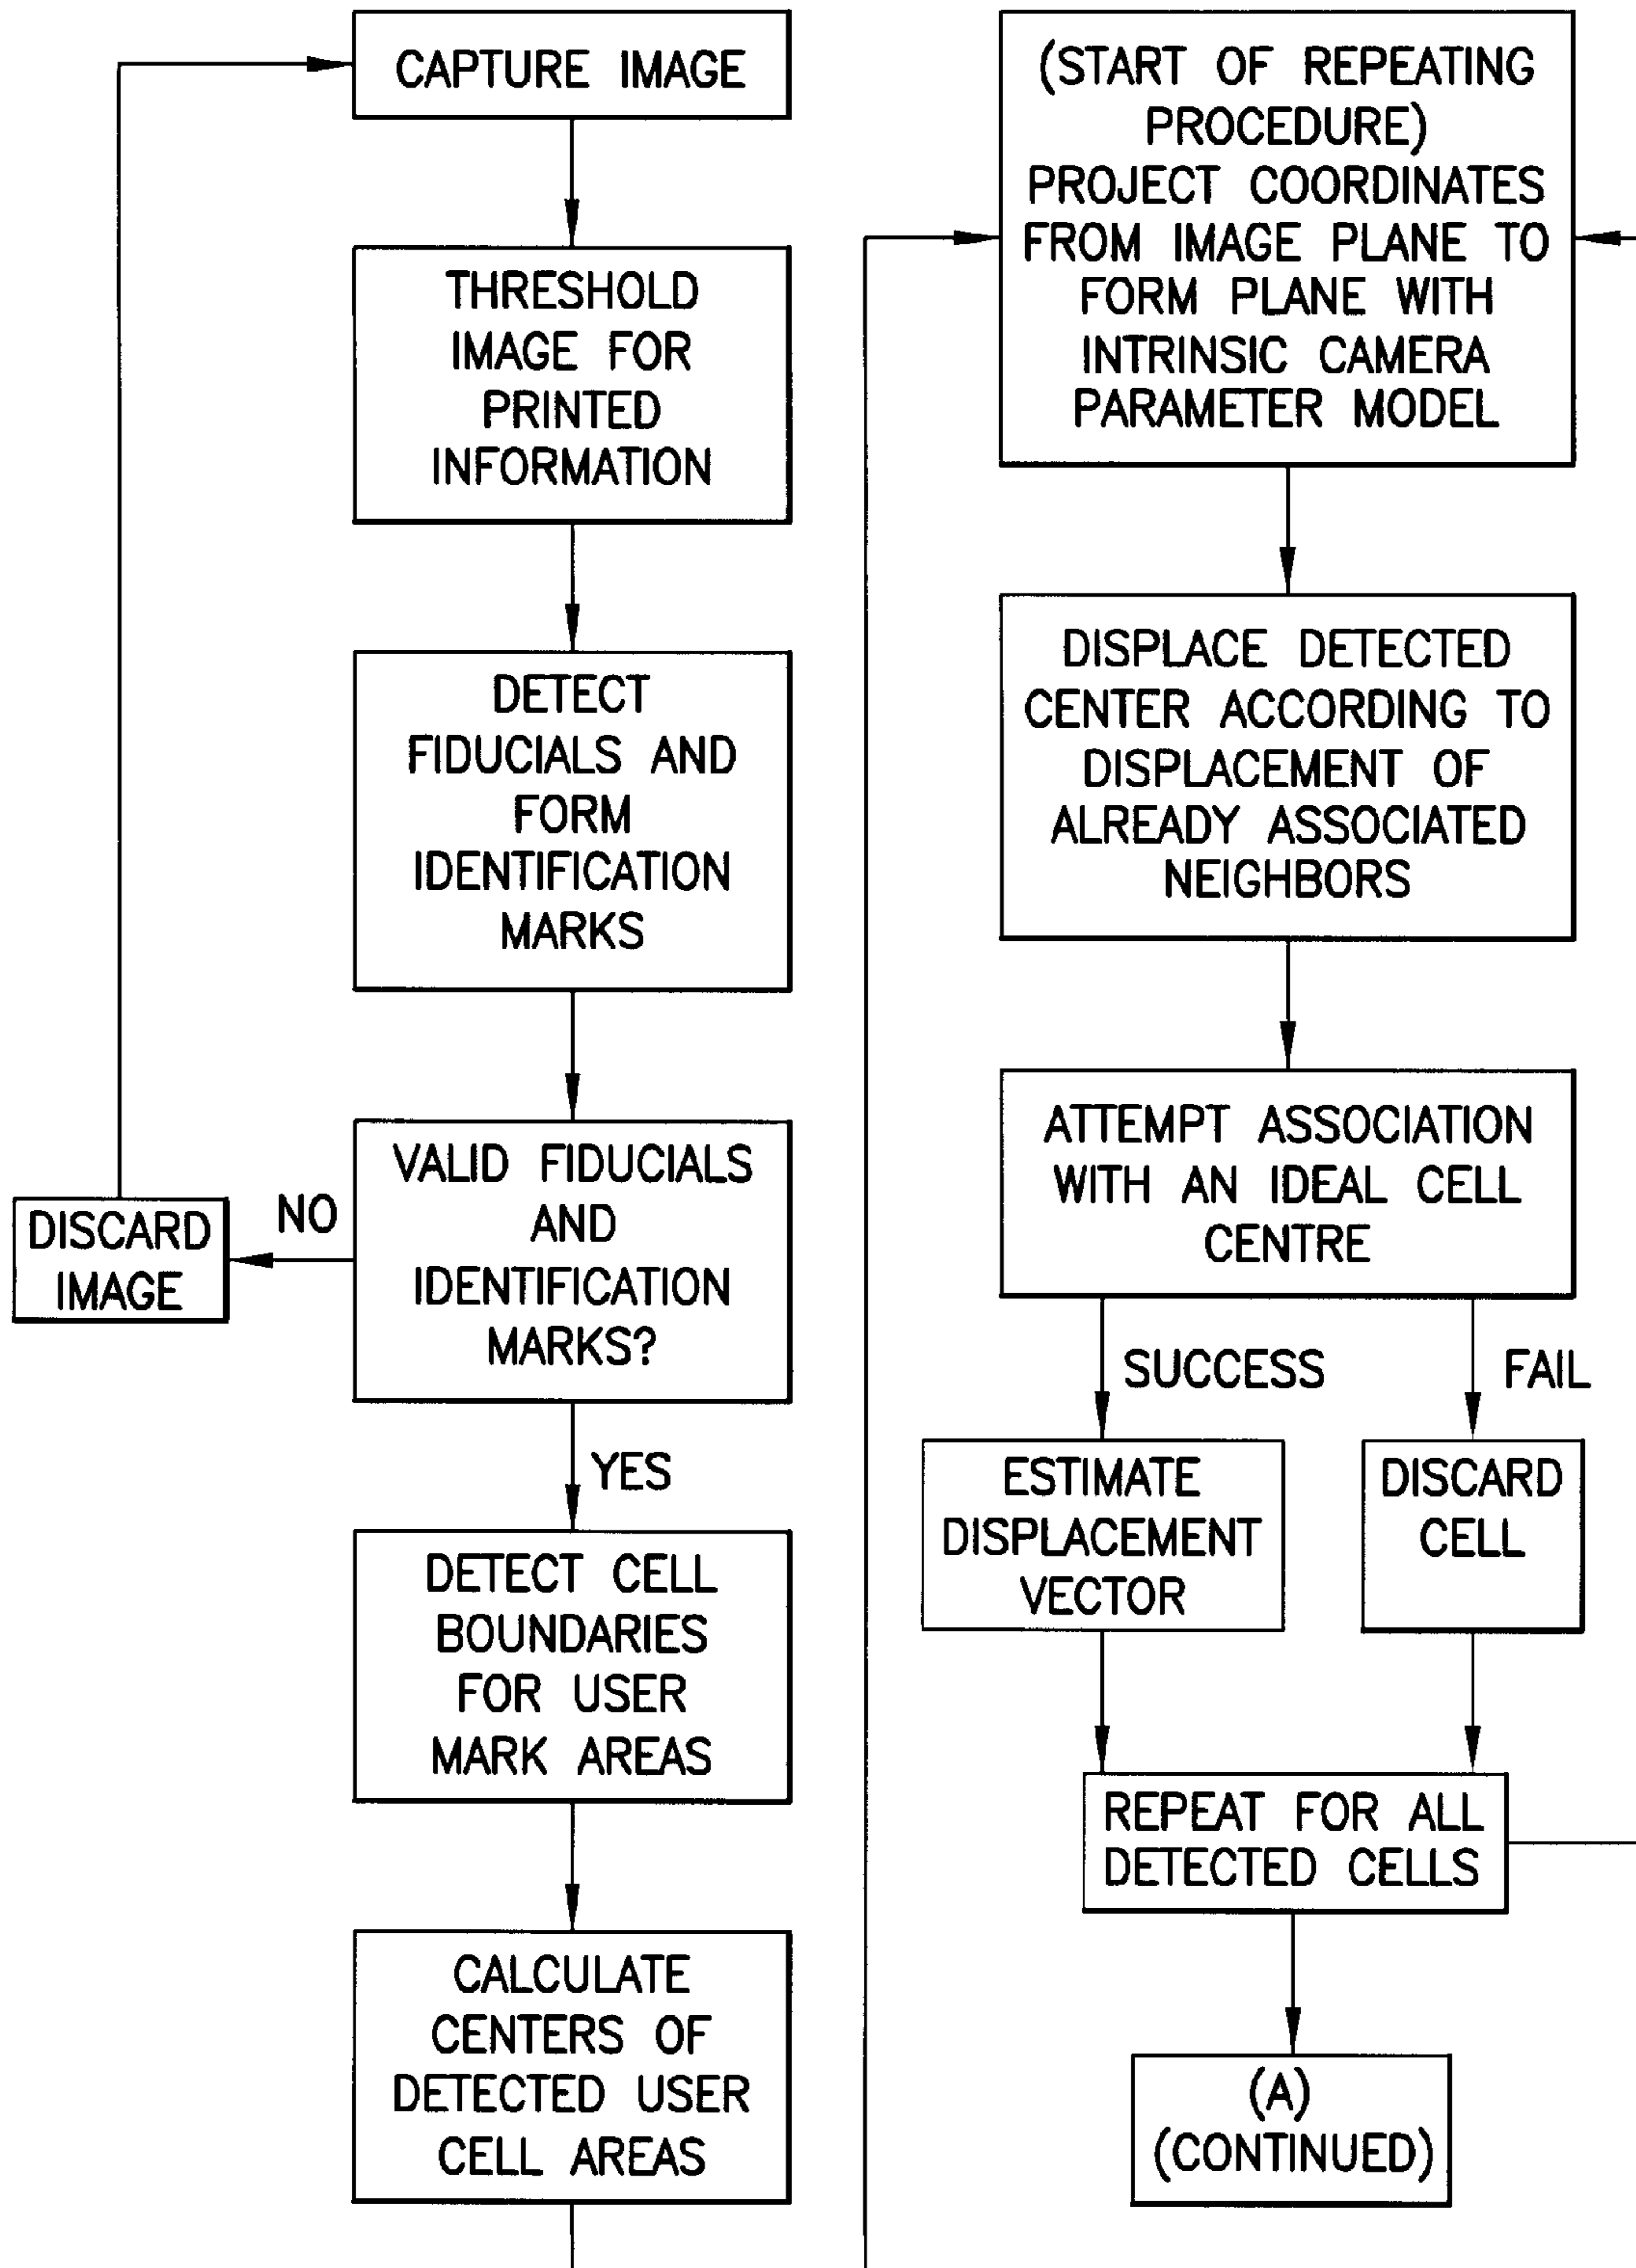 CAPTURE IMAGE
THRESHOLD
IMAGE FOR
PRINTED
INFORMATION
DETECT
FIDUCIALS AND
FORM
IDENTIFICATION
MARKS
VALID FIDUCIALS
AND
IDENTIFICATION
MARKS?
NO
DISCARD
IMAGE
YES
DETECT CELL
BOUNDARIES
FOR USER
MARK AREAS
CALCULATE
CENTERS OF
DETECTED USER
CELL AREAS
(START OF REPEATING
PROCEDURE)
PROJECT COORDINATES
FROM IMAGE PLANE TO
FORM PLANE WITH
INTRINSIC CAMERA
PARAMETER MODEL
DISPLACE DETECTED
CENTER ACCORDING TO
DISPLACEMENT OF
ALREADY ASSOCIATED
NEIGHBORS
ATTEMPT ASSOCIATION
WITH AN IDEAL CELL
CENTRE
SUCCESS
FAIL
ESTIMATE
DISPLACEMENT
VECTOR
DISCARD
CELL
REPEAT FOR ALL
DETECTED CELLS
(A)
(CONTINUED)